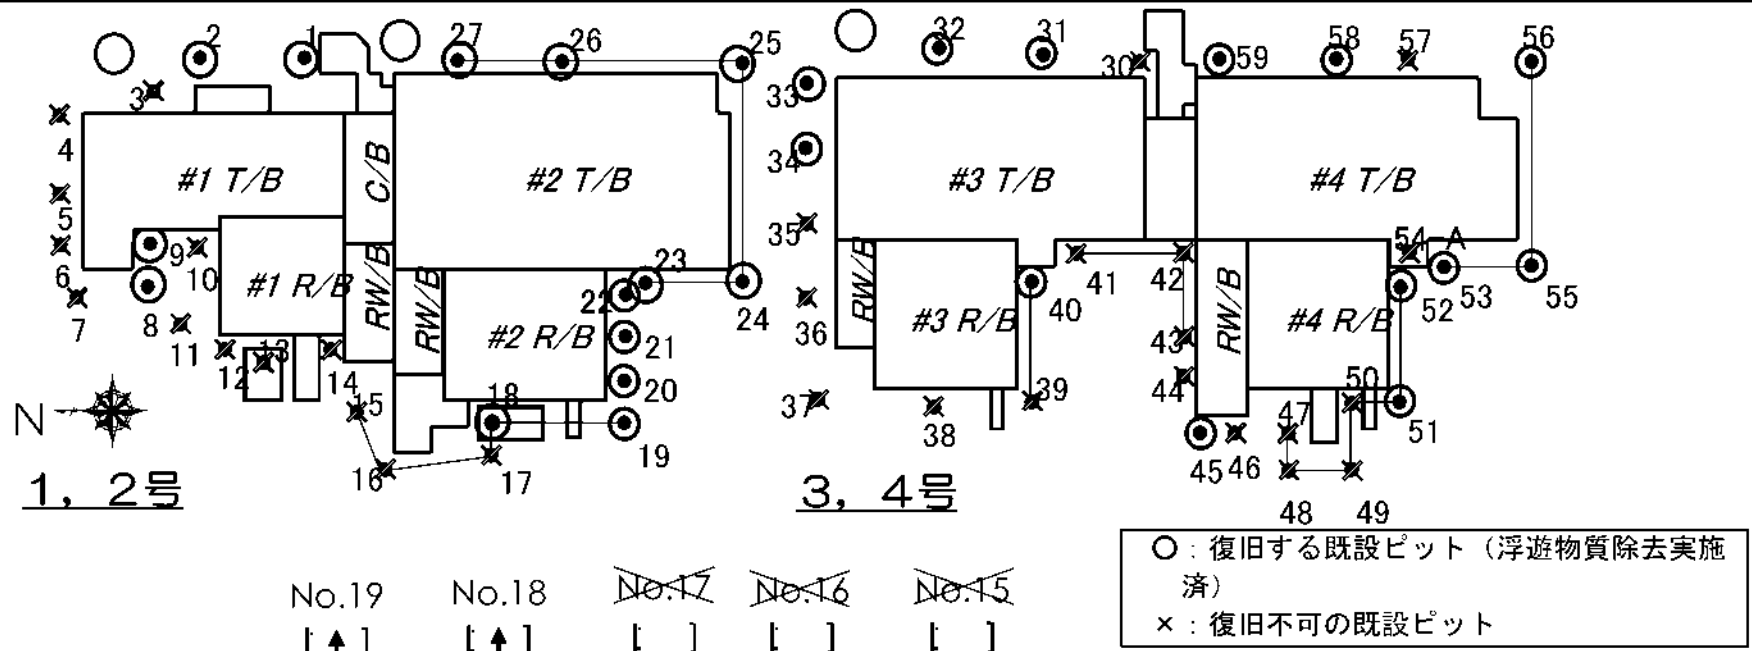 2
1
27
26
25
32
31
30
59
58
57
56
3
4
33
34
#1 T/B
C/B
#2 T/B
#3 T/B
#4 T/B
5
6
9
10
35
54
A
23
22
24
7
8
11
#1 R/B
RW/B
RW/B
#2 R/B
21
20
36
RW/B
#3 R/B
40
41
42
43
44
RW/B
#4 R/B
52
53
55
12
13
14
15
N
16
17
18
19
37
38
39
45
46
47
48
49
50
51
1, 2号
3, 4号
○:復旧する既設ピット(浮遊物質除去実施
済)
×:復旧不可の既設ピット
No.19
No.18
No.17
No.16
No.15